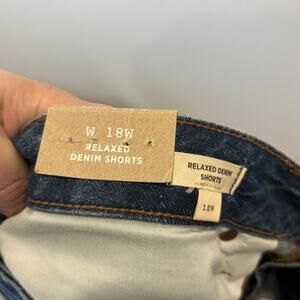 W 18W
RELAXED
DENIM SHORTS
RELAXED DENIM
SHORTS
18W